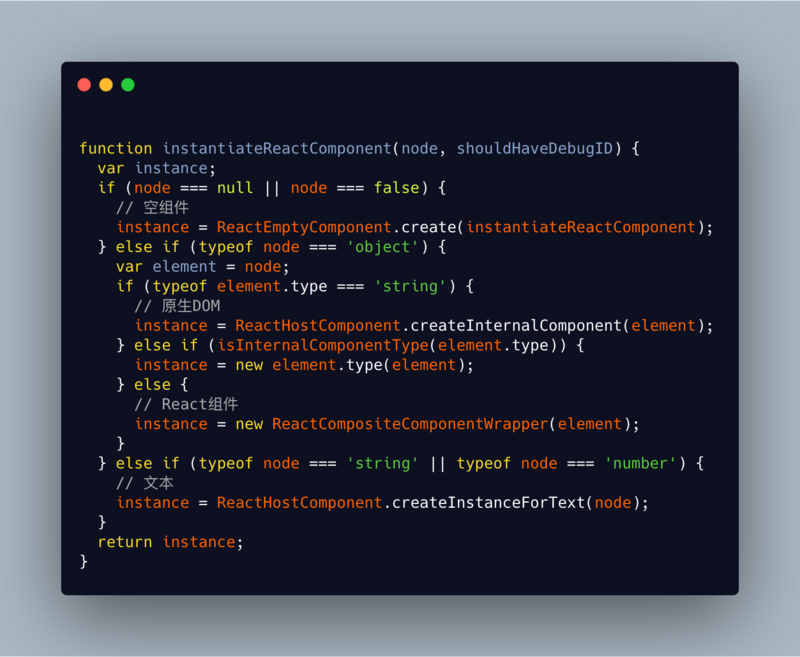 function instantiateReactComponent(node, shouldHaveDebugID) {
  var instance;
  if (node === null || node === false) {
    // 空组件
    instance = ReactEmptyComponent.create(instantiateReactComponent);
  } else if (typeof node === 'object') {
    var element = node;
    if (typeof element.type === 'string') {
      // 原生DOM
      instance = ReactHostComponent.createInternalComponent(element);
    } else if (isInternalComponentType(element.type)) {
      instance = new element.type(element);
    } else {
      // React组件
      instance = new ReactCompositeComponentWrapper(element);
    }
  } else if (typeof node === 'string' || typeof node === 'number') {
    // 文本
    instance = ReactHostComponent.createInstanceForText(node);
  }
  return instance;
}